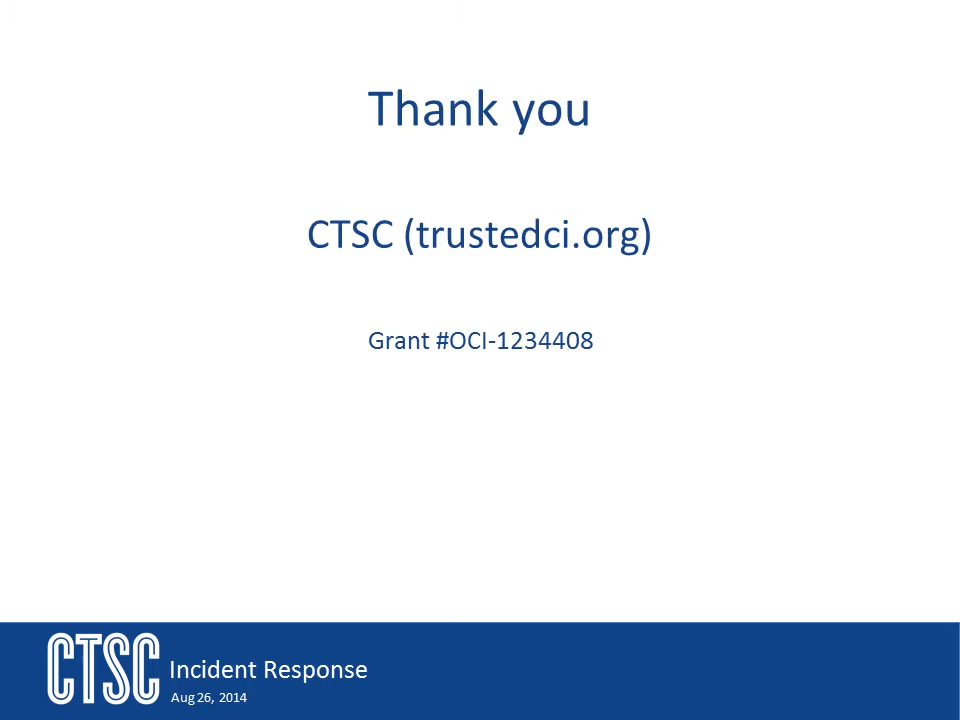 Thank you
CTSC (trustedci.org)
Grant #OCI-1234408
CTSC
Incident Response
Aug 26, 2014